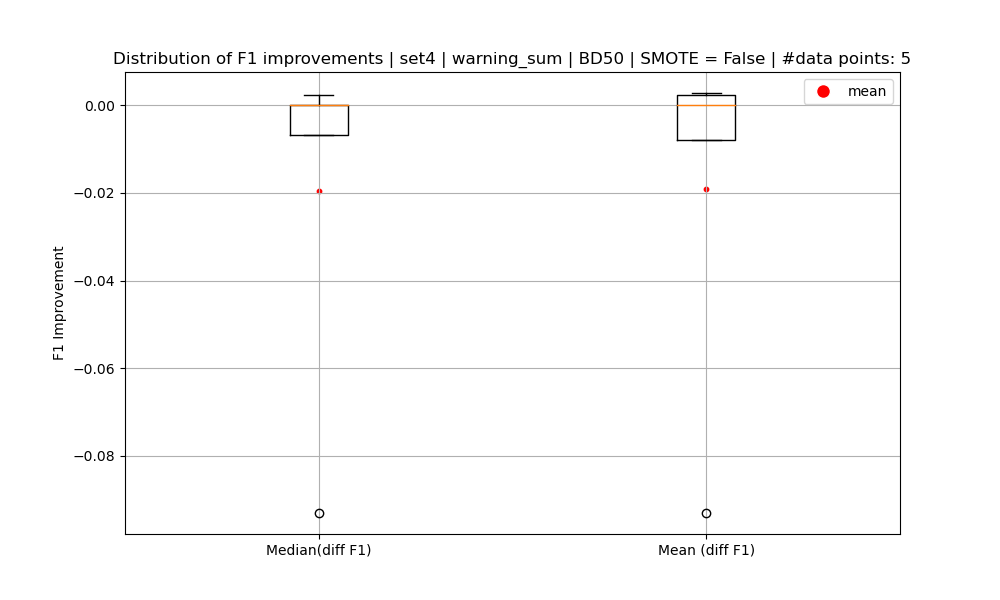 Distribution of F1 improvements | set4 | warning_sum | BD50 | SMOTE = False | #data points: 5
mean
0.00
−0.02
−0.04
−0.06
−0.08
F1 Improvement
Median(diff F1)
Mean (diff F1)